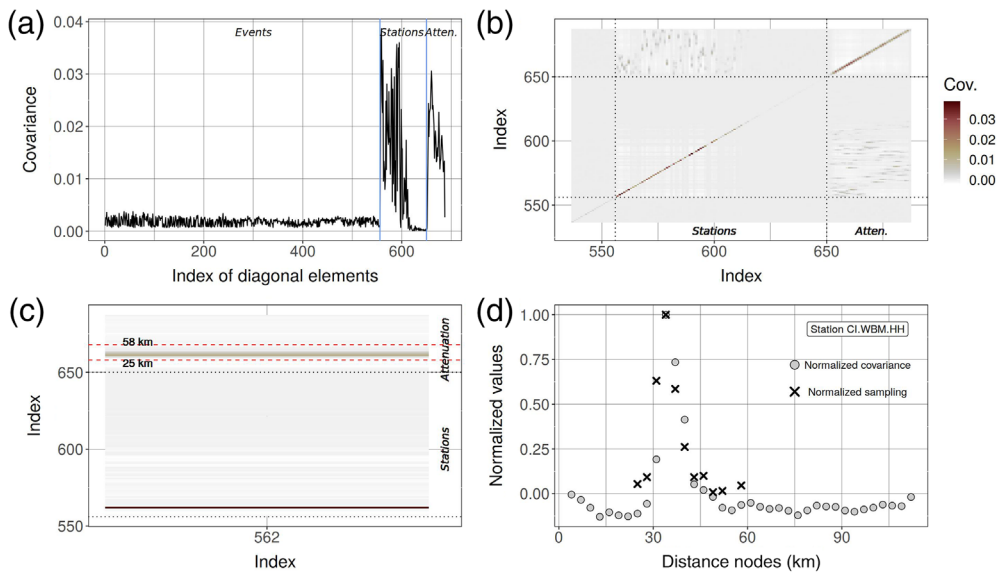 (a)
Events
Stations
Atten.
0.04
0.03
0.02
0.01
0.00
Covariance
0
200
400
600
Index of diagonal elements
(b)
650
600
550
Index
Stations
Atten.
550
600
650
Index
Cov.
0.03
0.02
0.01
0.00
(c)
58 km
25 km
Attenuation
Stations
650
600
550
Index
562
Index
(d)
1.00
0.75
0.50
0.25
0.00
Normalized values
Station CI.WBM.HH
Normalized covariance
Normalized sampling
0
30
60
90
Distance nodes (km)